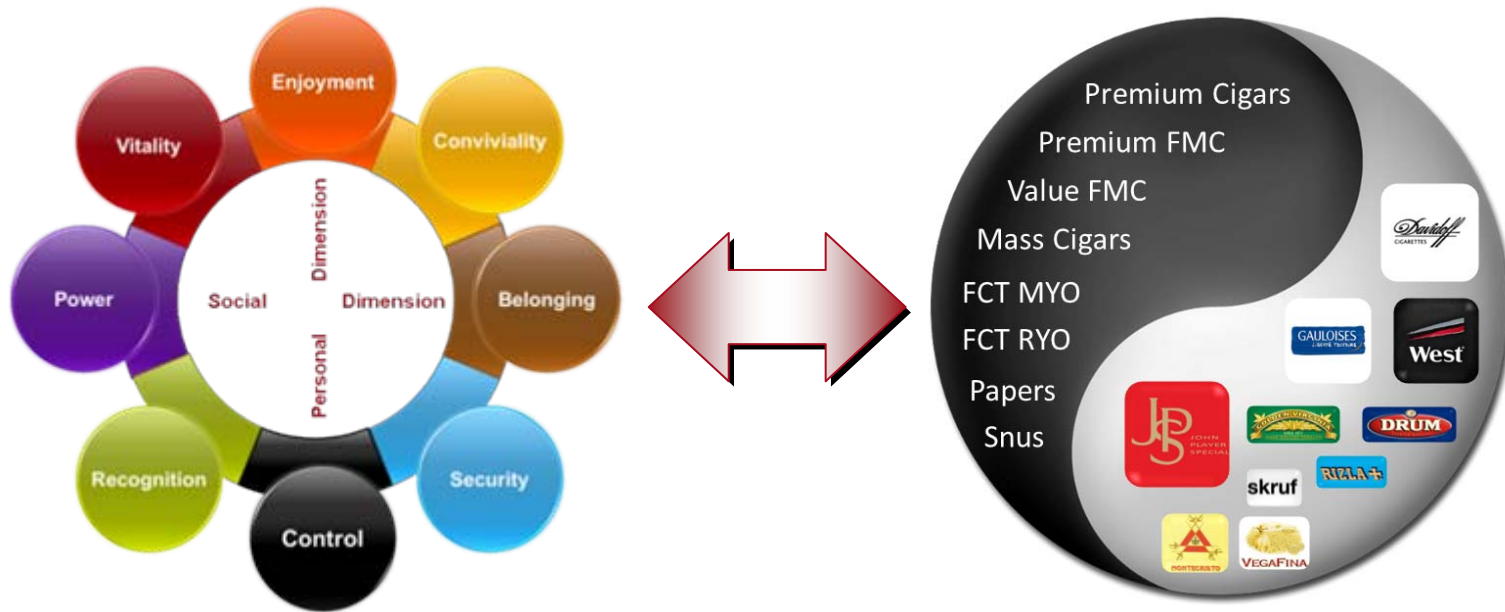 Enjoyment
Vitality
Conviviality
Power
Social
Dimension
Dimension
Personal
Belonging
Recognition
Security
Control
Premium Cigars
Premium FMC
Value FMC
Mass Cigars
FCT MYO
FCT RYO
Papers
Snus
Davidoff
CIGARETTES
GAULOISES
LIBERTÉ TOUJOURS
West
JPS
JOHN
PLAYER
SPECIAL
GOLDEN VIRGINIA
DRUM
RIZLA+
skruf
MONTECRISTO
VEGAFINA